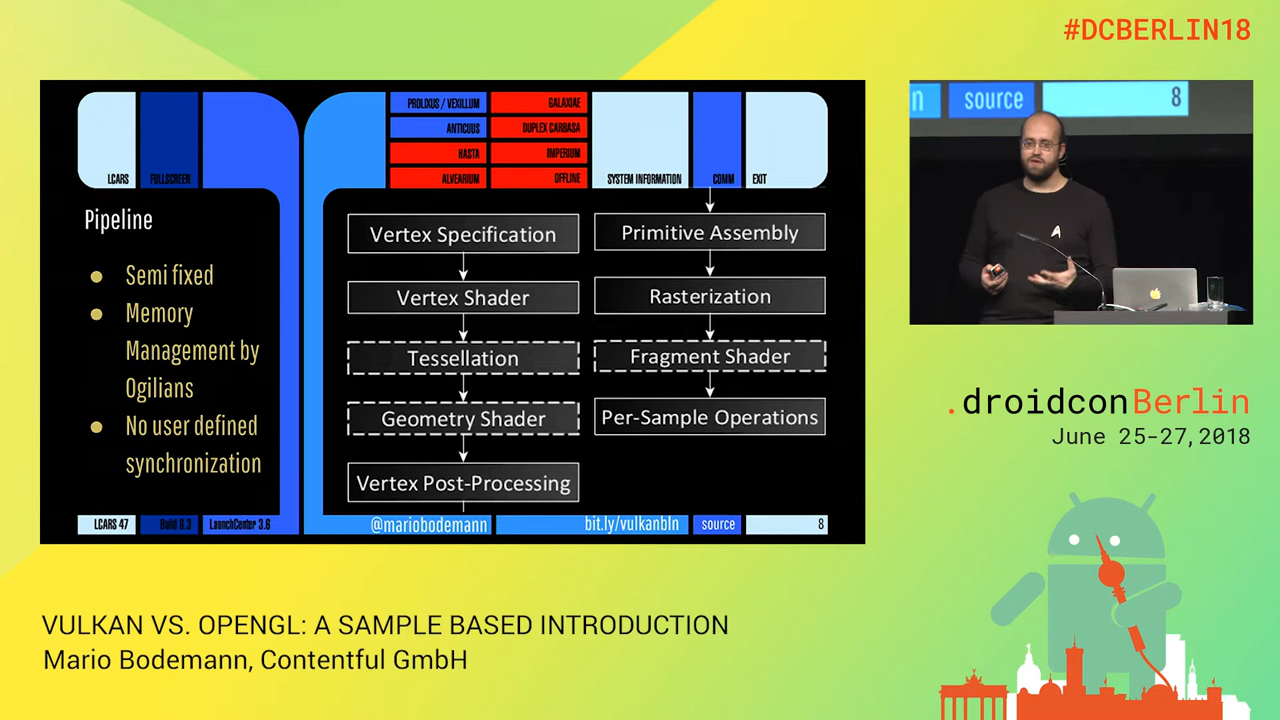 #DCBERLIN18
PROLIXUS / VEXILLUM
GALAXIAE
ANTICUUS
DUPLEX CARBASA
HASTA
IMPERIUM
LCARS
FULLSCREEN
ALVEARIUM
OFFLINE
SYSTEM INFORMATION
COMM
EXIT
Pipeline
● Semi fixed
● Memory
Management by
Ogilians
● No user defined
synchronization
Vertex Specification
Vertex Shader
Tessellation
Geometry Shader
Vertex Post-Processing
Primitive Assembly
Rasterization
Fragment Shader
Per-Sample Operations
LCARS 47
Build 6.3
LaunchCenter 3.6
@mariobodemann
bit.ly/vulkanbln
source
8
n
source
8
.droidconBerlin
June 25-27, 2018
VULKAN VS. OPENGL: A SAMPLE BASED INTRODUCTION
Mario Bodemann, Contentful GmbH